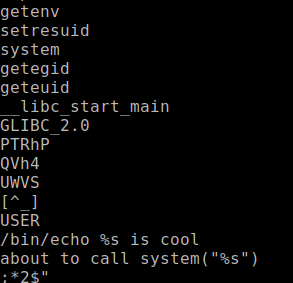 getenv
setresuid
system
getegid
geteuid
__libc_start_main
GLIBC_2.0
PTRhP
QVh4
UWVS
[^_]
USER
/bin/echo %s is cool
about to call system("%s")
;*2$"